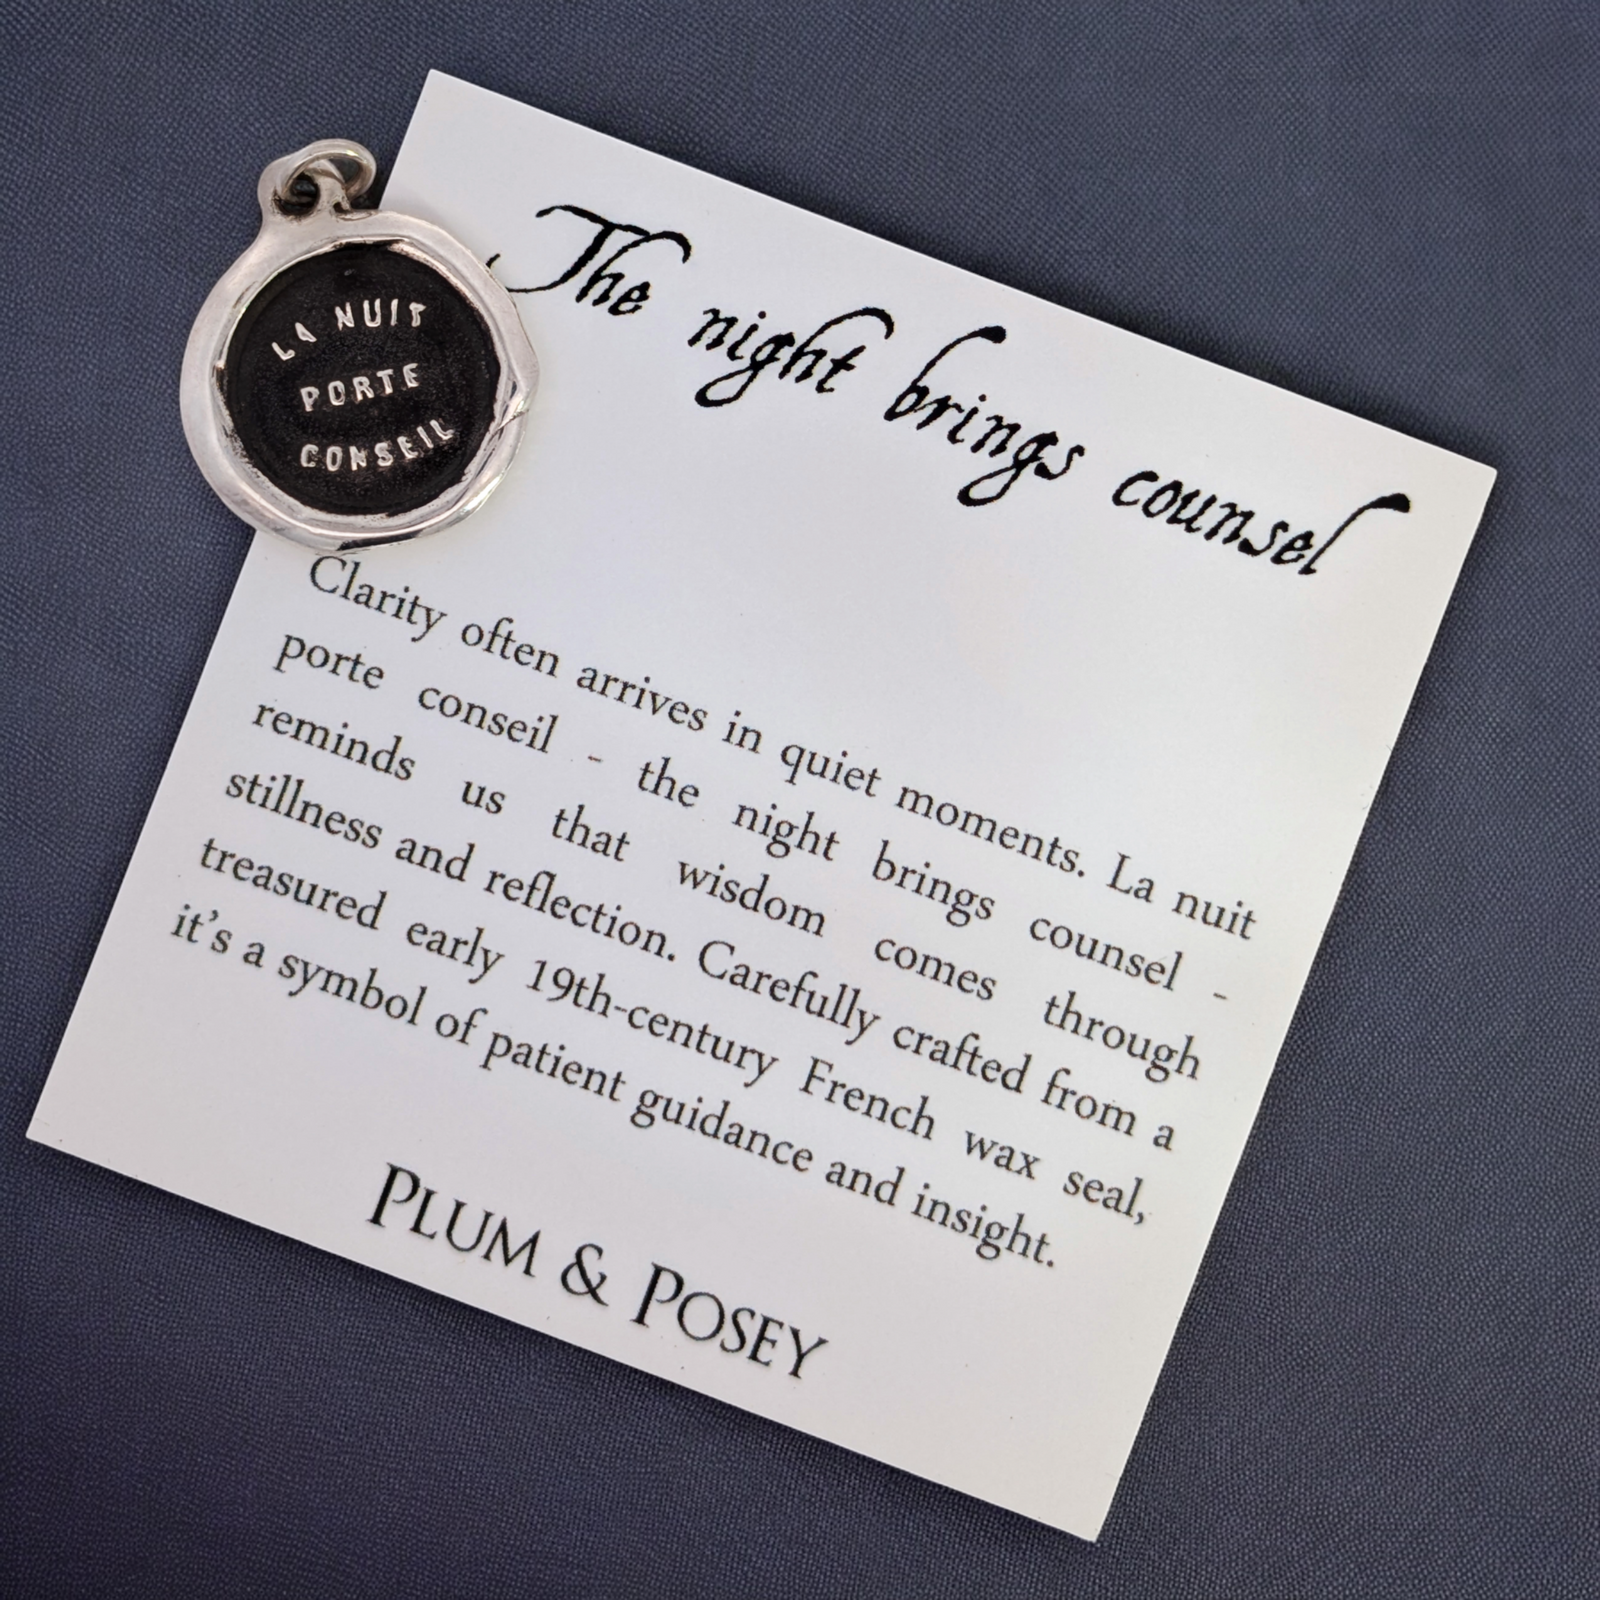 LA NUIT
PORTE
CONSEIL
The night brings counsel
Clarity often arrives in quiet moments. La nuit
porte conseil - the night brings counsel -
reminds us that wisdom comes through
stillness and reflection. Carefully crafted from a
treasured early 19th-century French wax seal,
it's a symbol of patient guidance and insight.
PLUM & POSEY